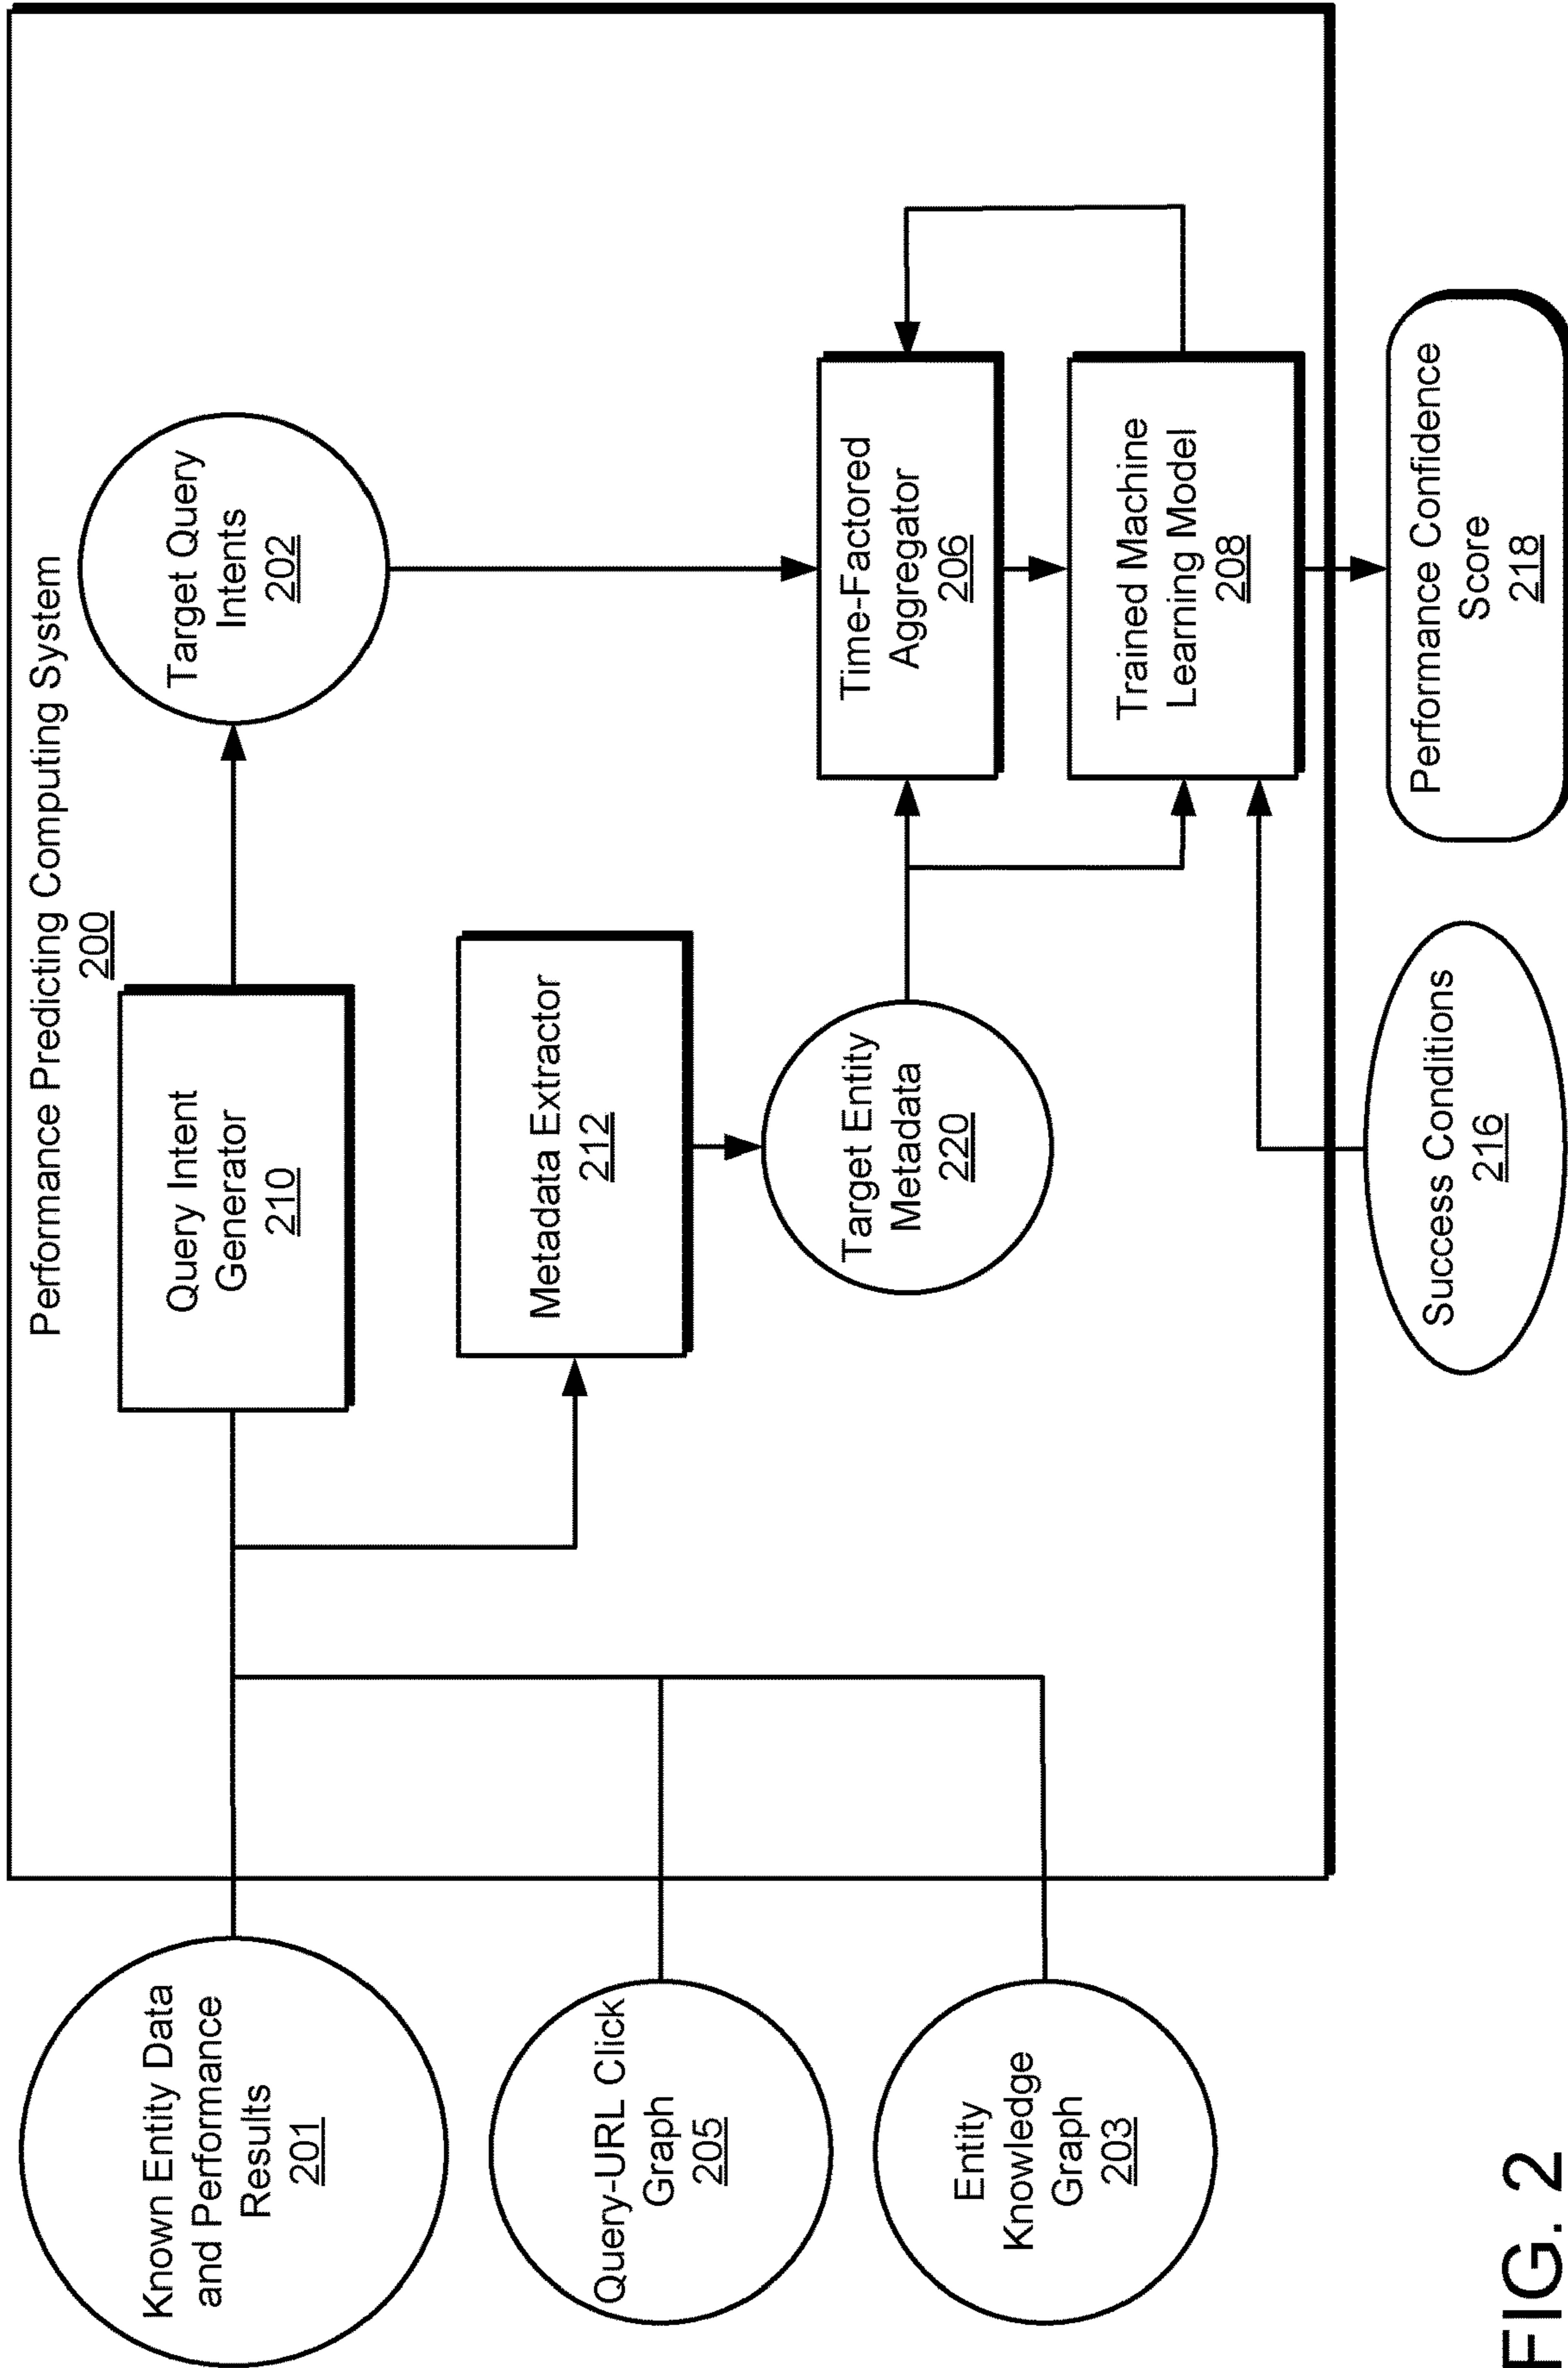 Performance Predicting Computing System
200
Known Entity Data
and Performance
Results
201
Query Intent
Generator
210
Target Query
Intents
202
Query-URL Click
Graph
205
Metadata Extractor
212
Entity
Knowledge
Graph
203
Target Entity
Metadata
220
Time-Factored
Aggregator
206
Trained Machine
Learning Model
208
Success Conditions
216
Performance Confidence
Score
218
FIG. 2